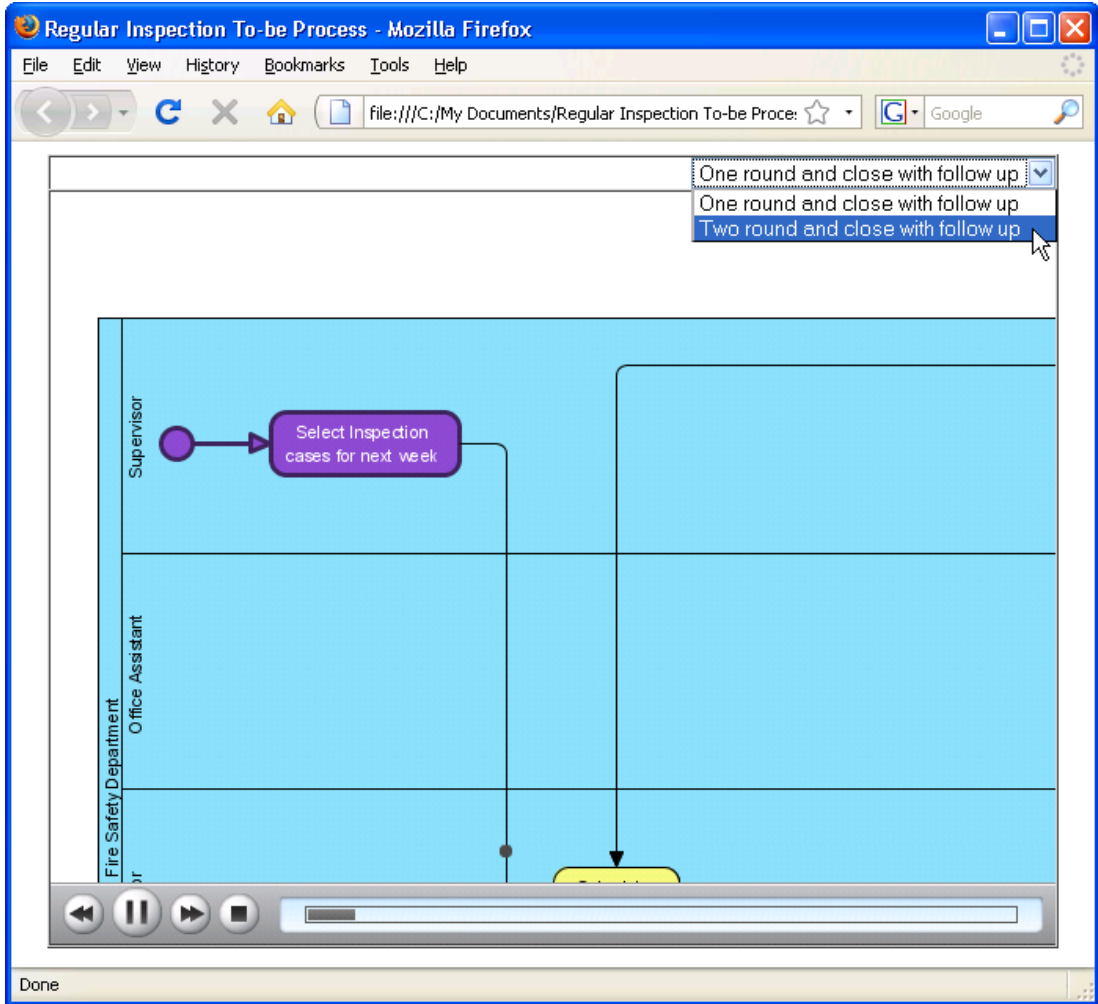 Regular Inspection To-be Process - Mozilla Firefox
File Edit View History Bookmarks Tools Help
file:///C:/My Documents/Regular Inspection To-be Proce
G Google
One round and close with follow up
One round and close with follow up
Two round and close with follow up
Supervisor
Select Inspection
cases for next week
Office Assistant
Fire Safety Department
Done